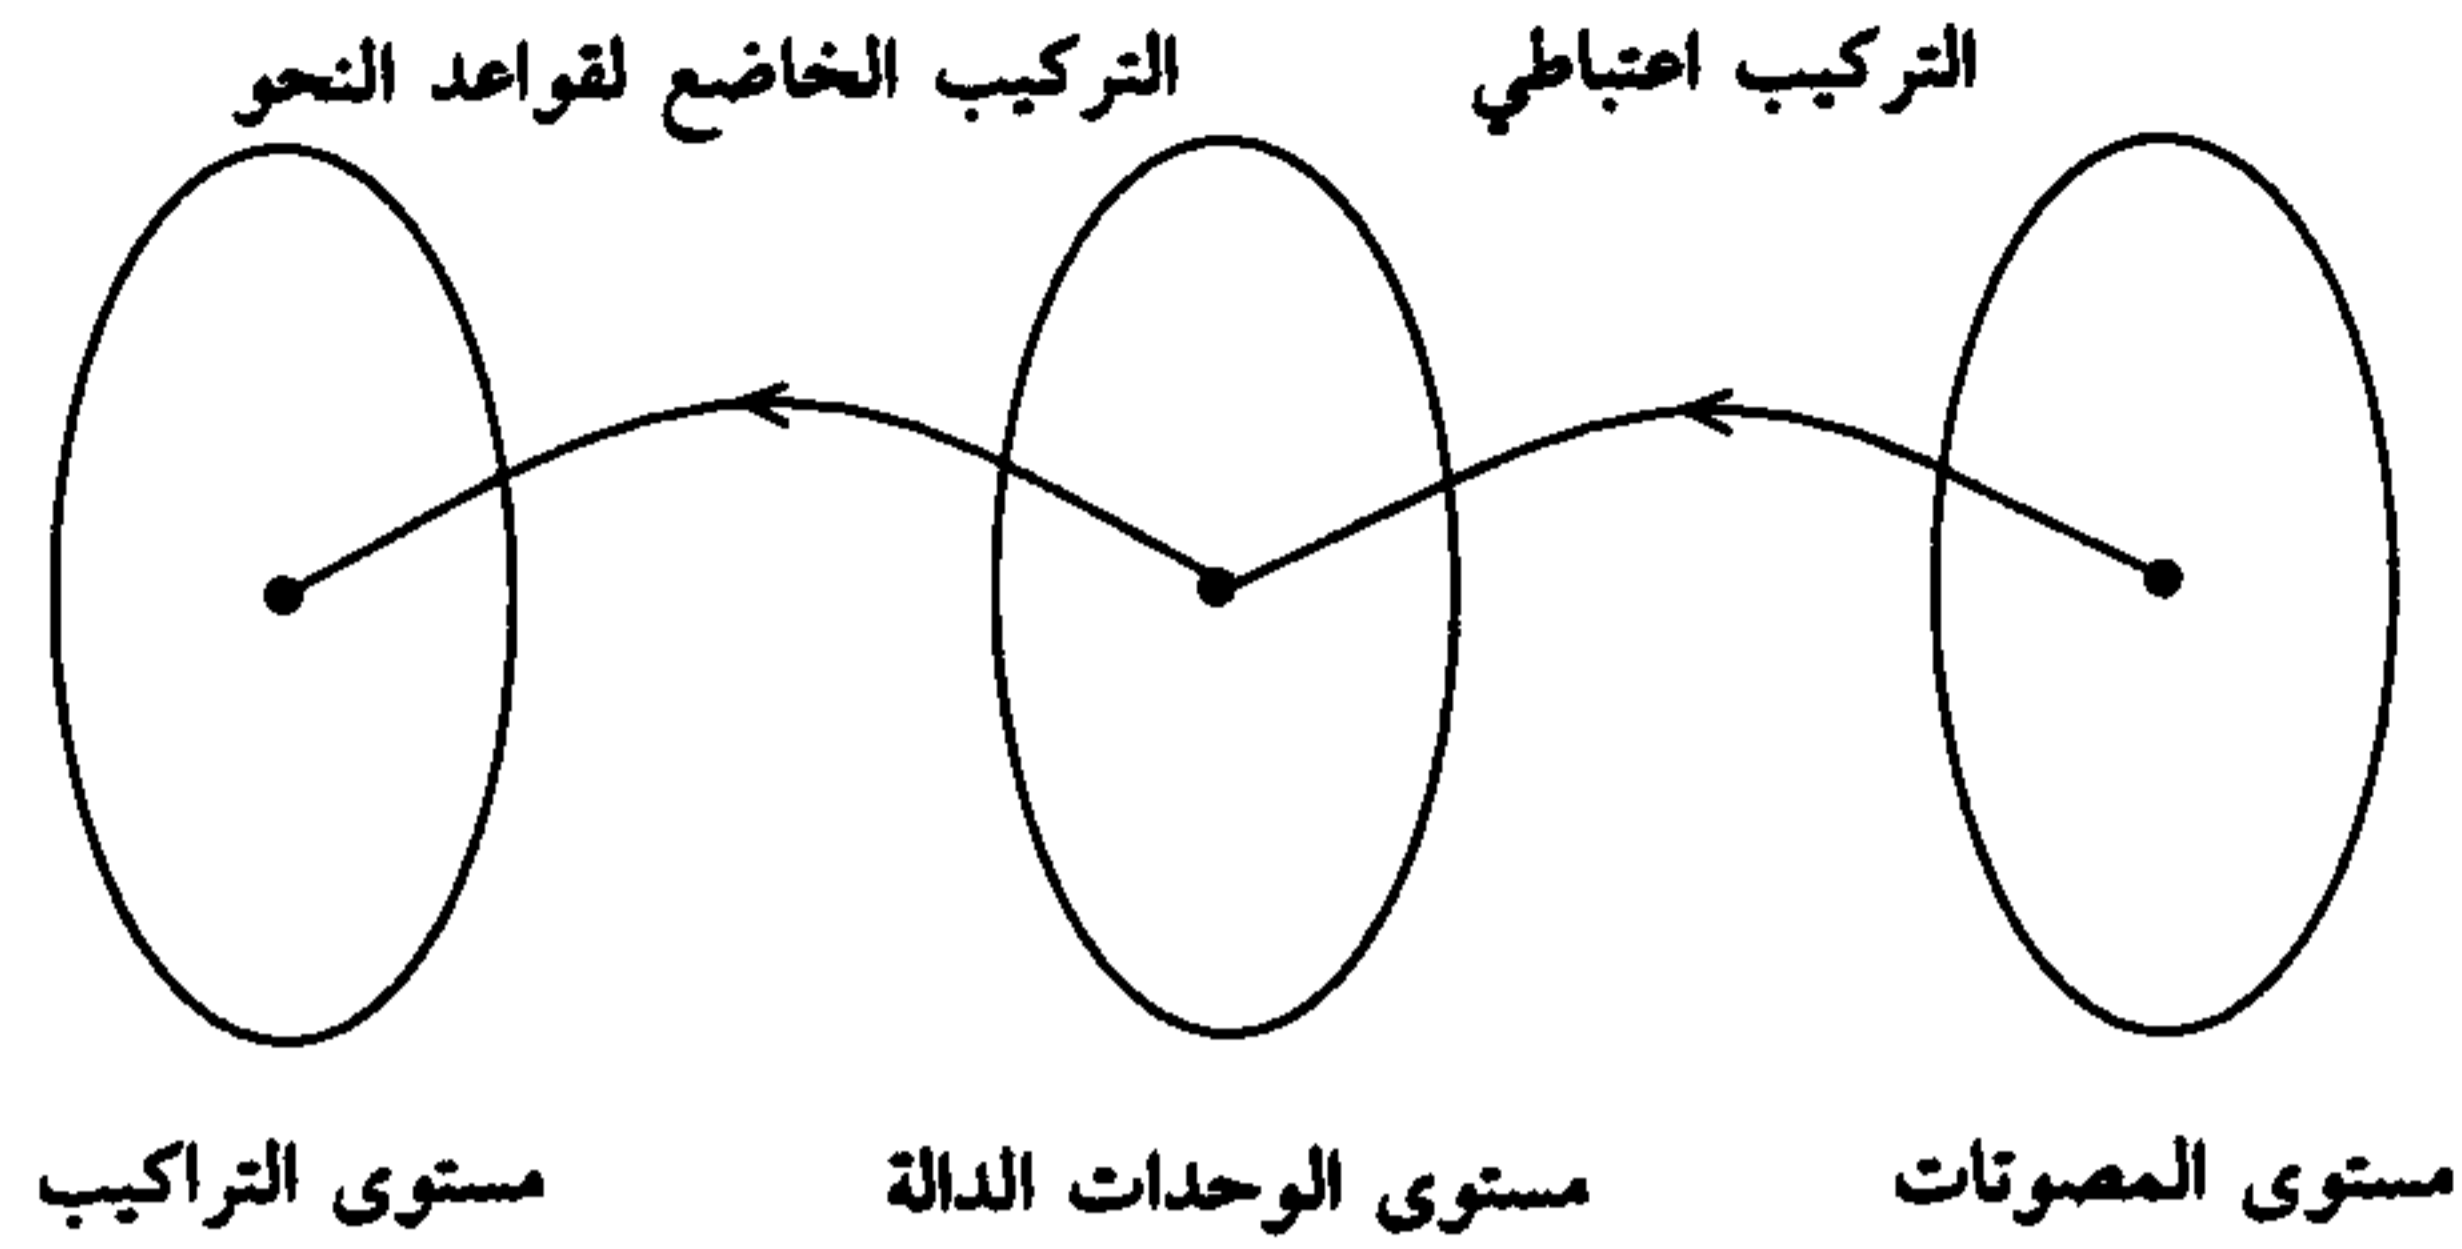 التركيب اعتباطي
التركيب الخاضع لقواعد النحو
مستوى المصوتات
مستوى الوحدات الدالة
مستوى التراكيب